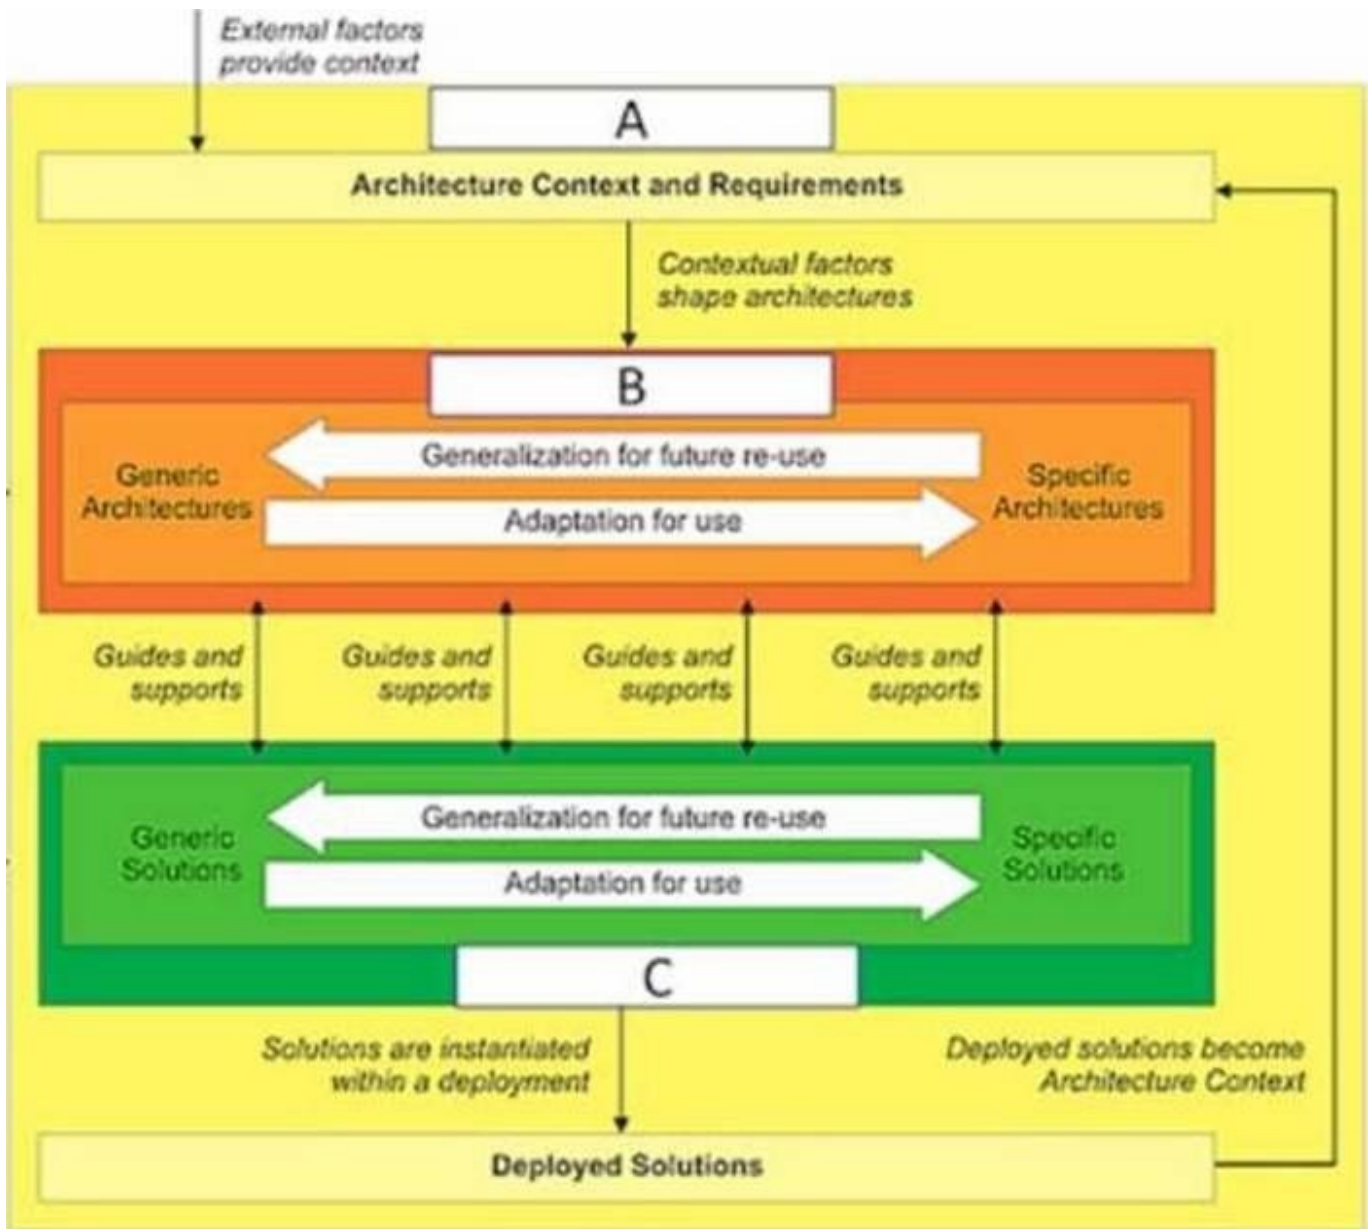 External factors
provide context
A
Architecture Context and Requirements
Contextual factors
shape architectures
B
Generalization for future re-use
Generic
Architectures
Specific
Architectures
Adaptation for use
Guides and
supports
Guides and
supports
Guides and
supports
Guides and
supports
Generalization for future re-use
Generic
Solutions
Specific
Solutions
Adaptation for use
C
Solutions are instantiated
within a deployment
Deployed solutions become
Architecture Context
Deployed Solutions